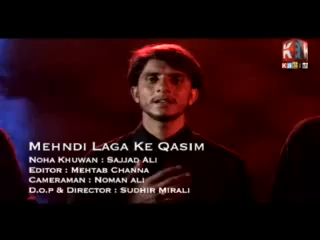 MEHNDI LAGA KE QASIM
NOHA KHUWAN : SAJJAD ALI
EDITOR : MEHTAB CHANNA
CAMERAMAN : NOMAN ALI
D.O.P & DIRECTOR : SUDHIR MIRALI